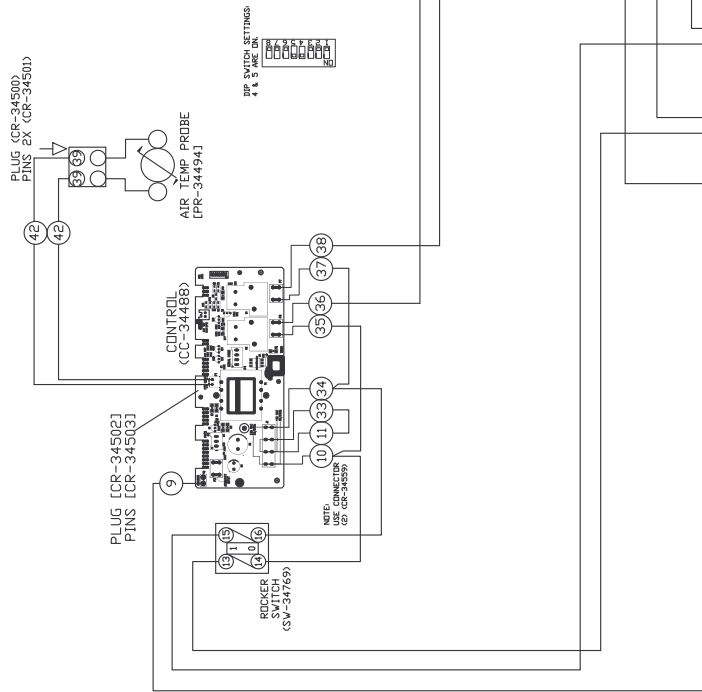 PLUG (CR-34500)
PINS 2X (CR-34501)
39
39
42
42
AIR TEMP PROBE
[PR-34494]
DIP SWITCH SETTINGS:
4 & 5 ARE ON.
ON
CONTROL
(CC-34488)
38
37
36
35
34
33
11
10
9
PLUG [CR-34502]
PINS [CR-34503]
NOTE:
USE CONNECTOR
(2) (CR-34559)
15
16
13
14
1
0
ROCKER
SWITCH
(SW-34769)